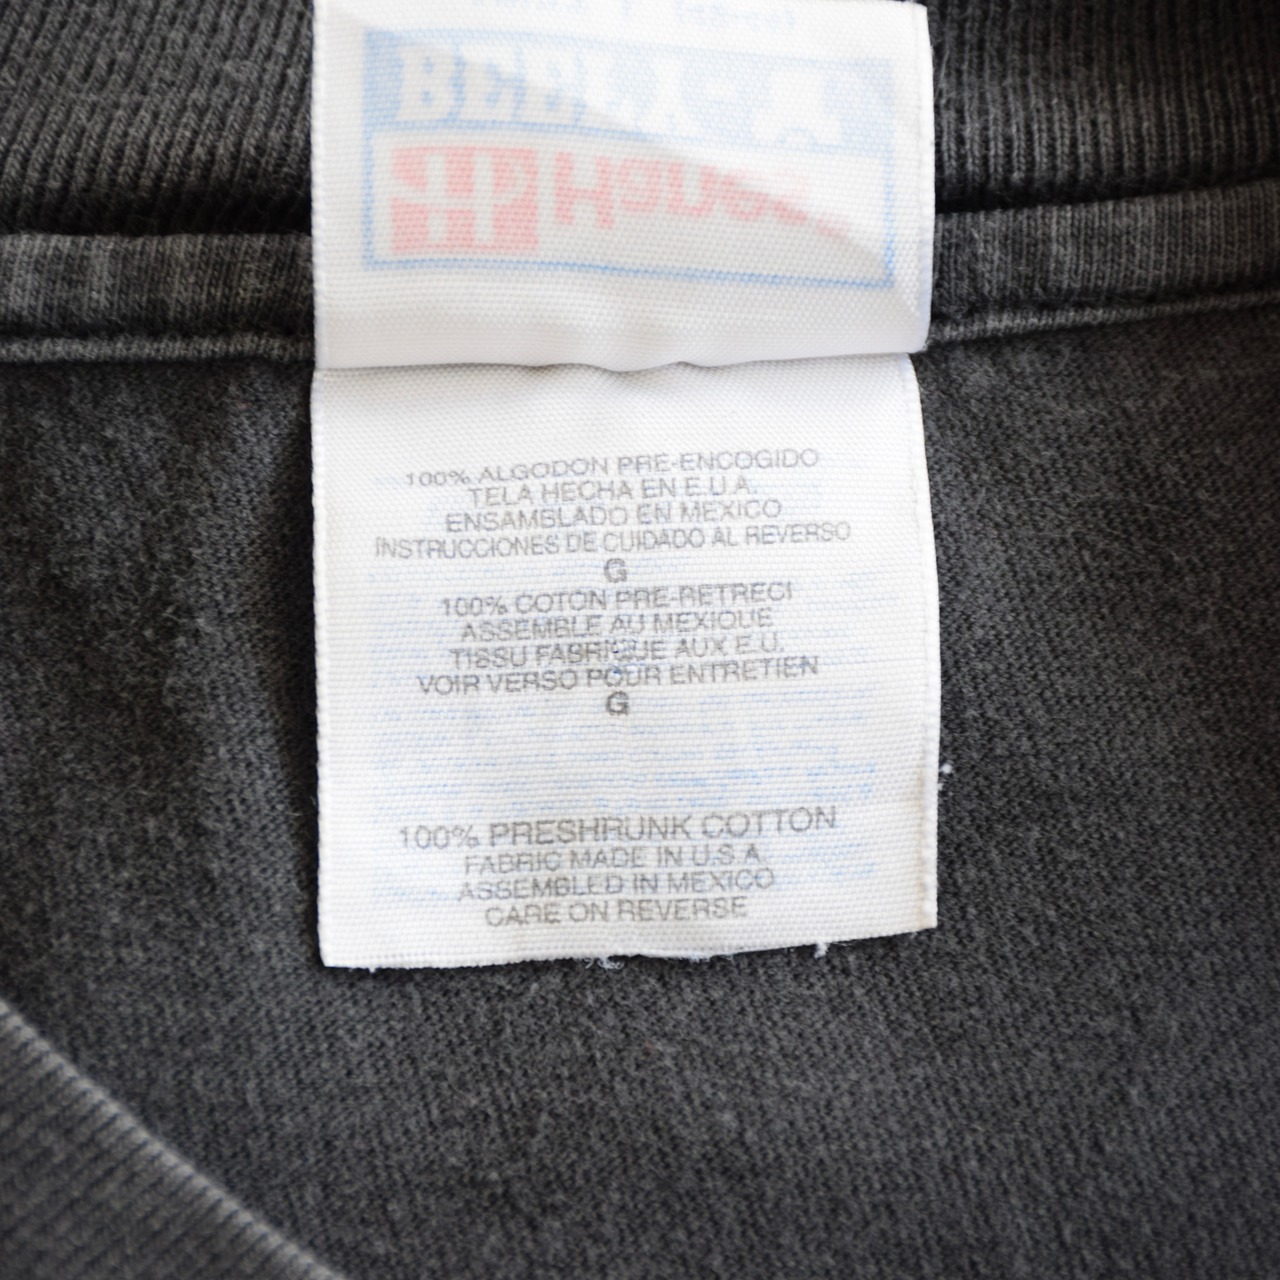 BEEFY-T
Hanes
100% ALGODON PRE-ENCOGIDO
TELA HECHA EN E.U.A.
ENSAMBLADO EN MEXICO
INSTRUCCIONES DE CUIDADO AL REVERSO
G
100% COTON PRE-RETRECI
ASSEMBLE AU MEXIQUE
TISSU FABRIQUE AUX E.U.
VOIR VERSO POUR ENTRETIEN
G
100% PRESHRUNK COTTON
FABRIC MADE IN U.S.A.
ASSEMBLED IN MEXICO
CARE ON REVERSE